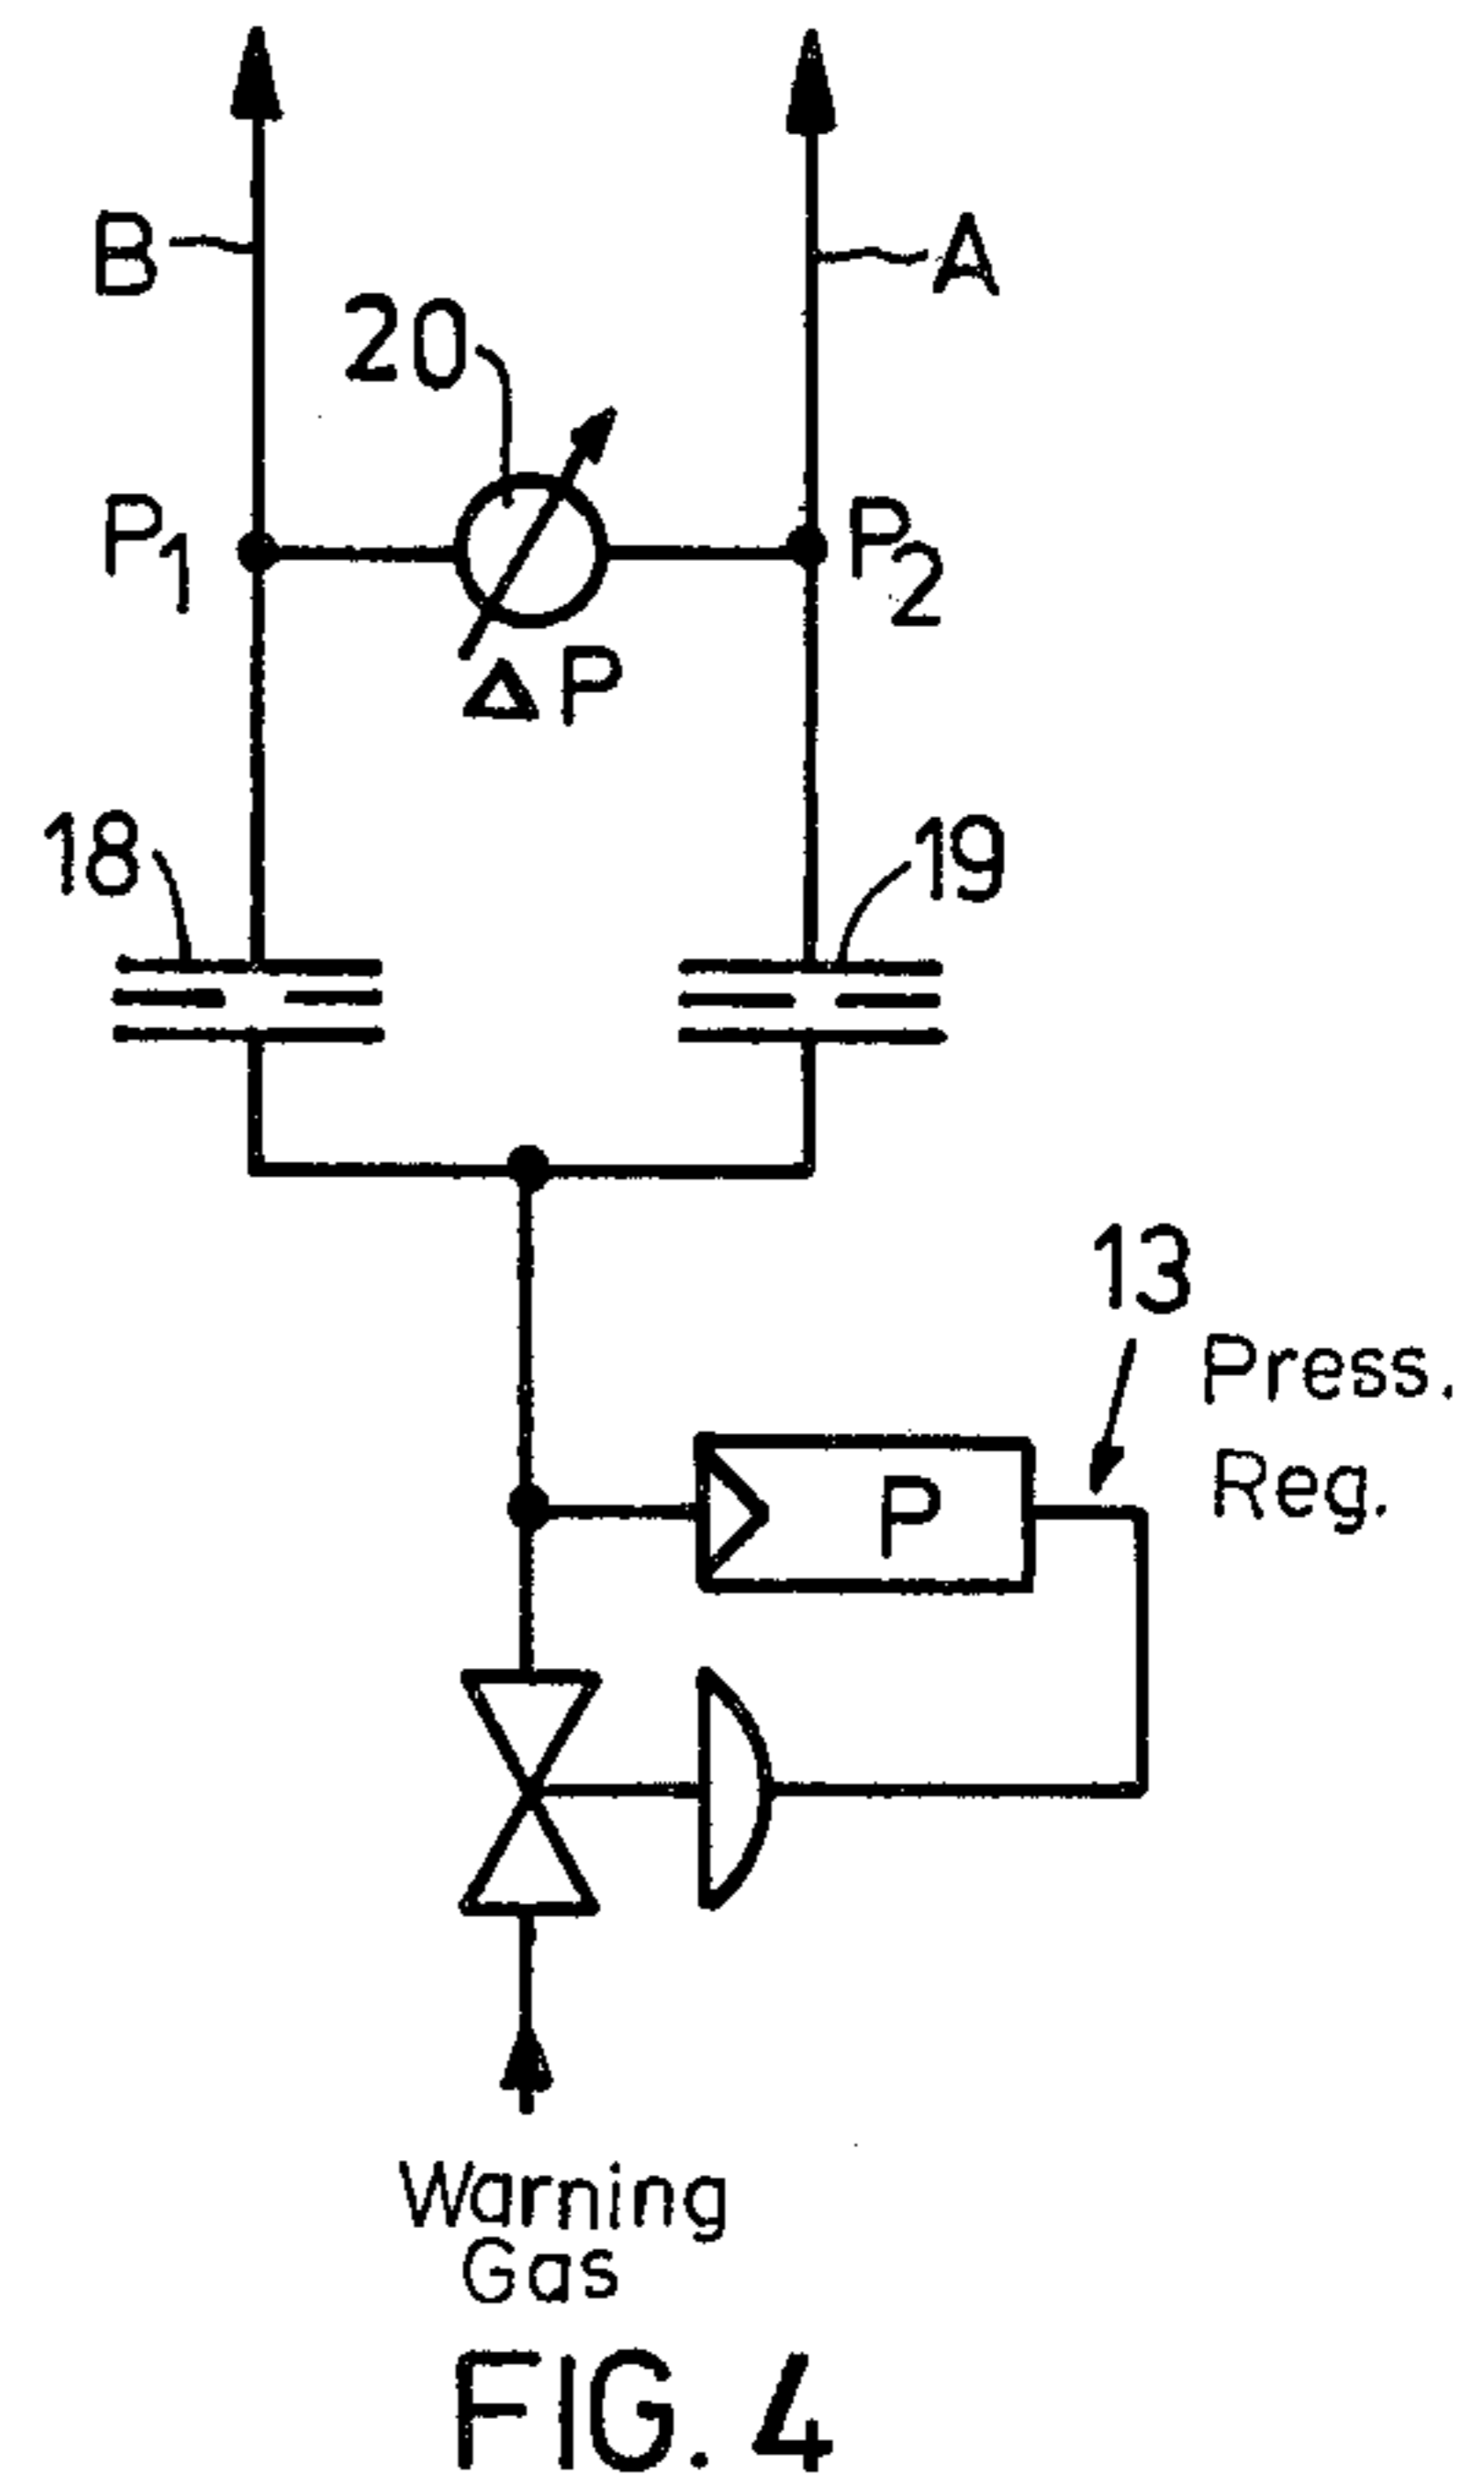 B
A
20
P1
P2
ΔP
18
19
13
Press.
Reg.
P
Warning
Gas
FIG. 4